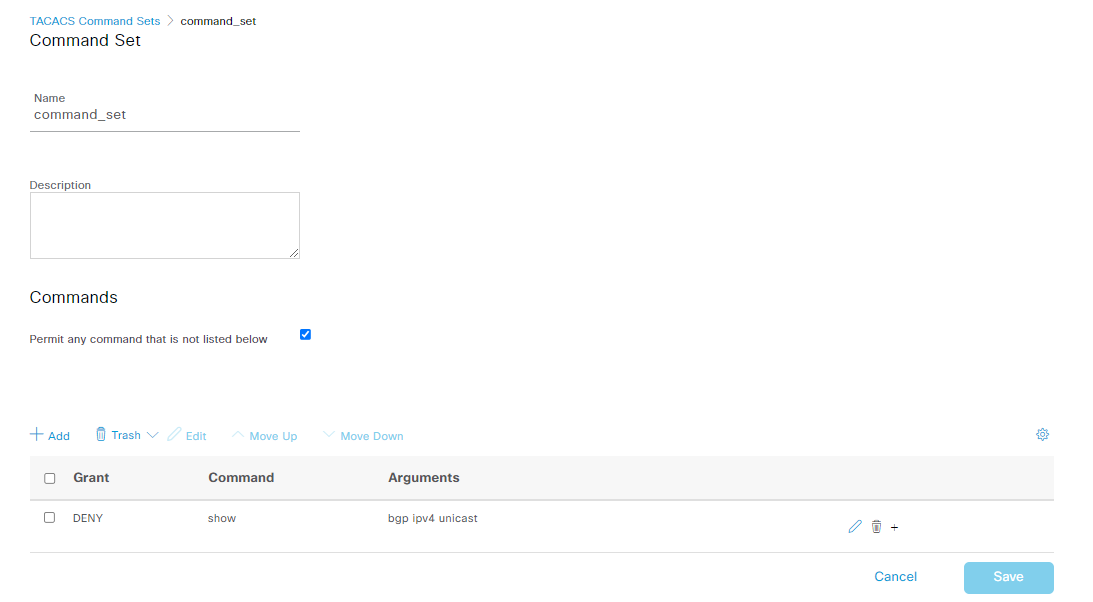 TACACS Command Sets > command_set
Command Set
Name
command_set
Description
Commands
Permit any command that is not listed below
+ Add Trash Edit Move Up Move Down
Grant Command Arguments
DENY show bgp ipv4 unicast +
Cancel Save